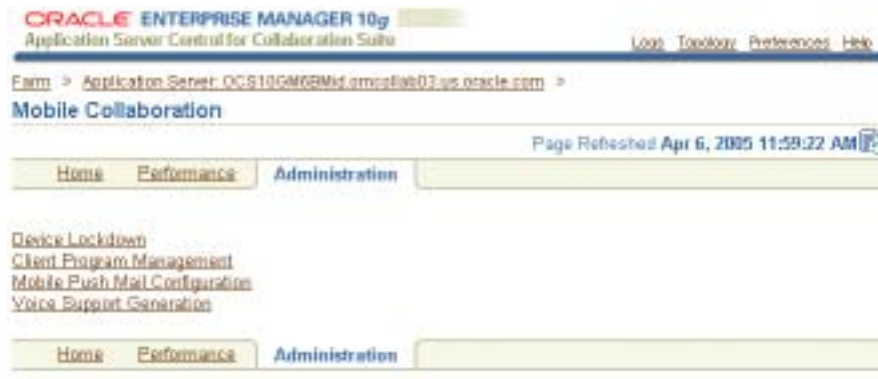 ORACLE ENTERPRISE MANAGER 10g
Application Server Control for Collaboration Suite
Logs Topology Preferences Help
Farm > Application Server: OCS10GM6BMid.omcollab03.us.oracle.com >
Mobile Collaboration
Page Refreshed Apr 6, 2005 11:59:22 AM
Home Performance Administration
Device Lockdown
Client Program Management
Mobile Push Mail Configuration
Voice Support Generation
Home Performance Administration